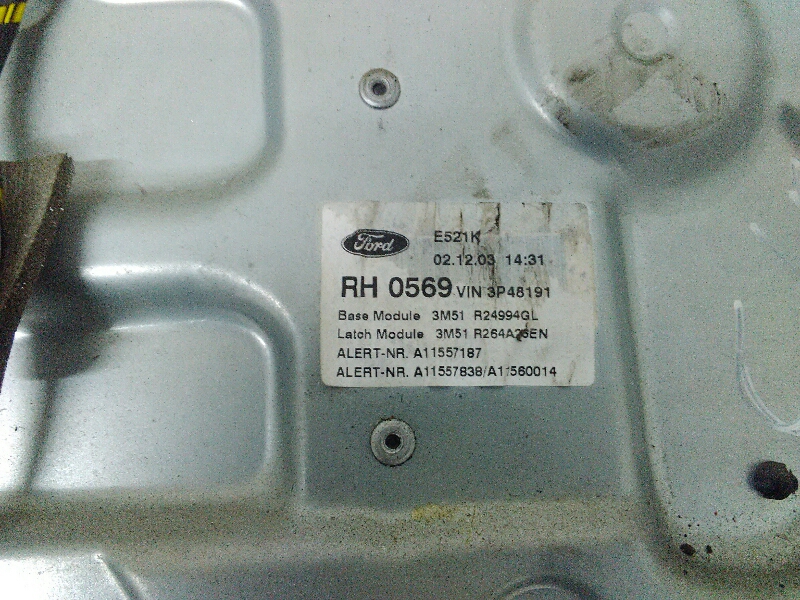 Ford E521K
02.12.03 14:31
RH 0569 VIN 3P48191
Base Module 3M51 R24994GL
Latch Module 3M51 R264A26EN
ALERT-NR. A11557187
ALERT-NR. A11557838/A11560014